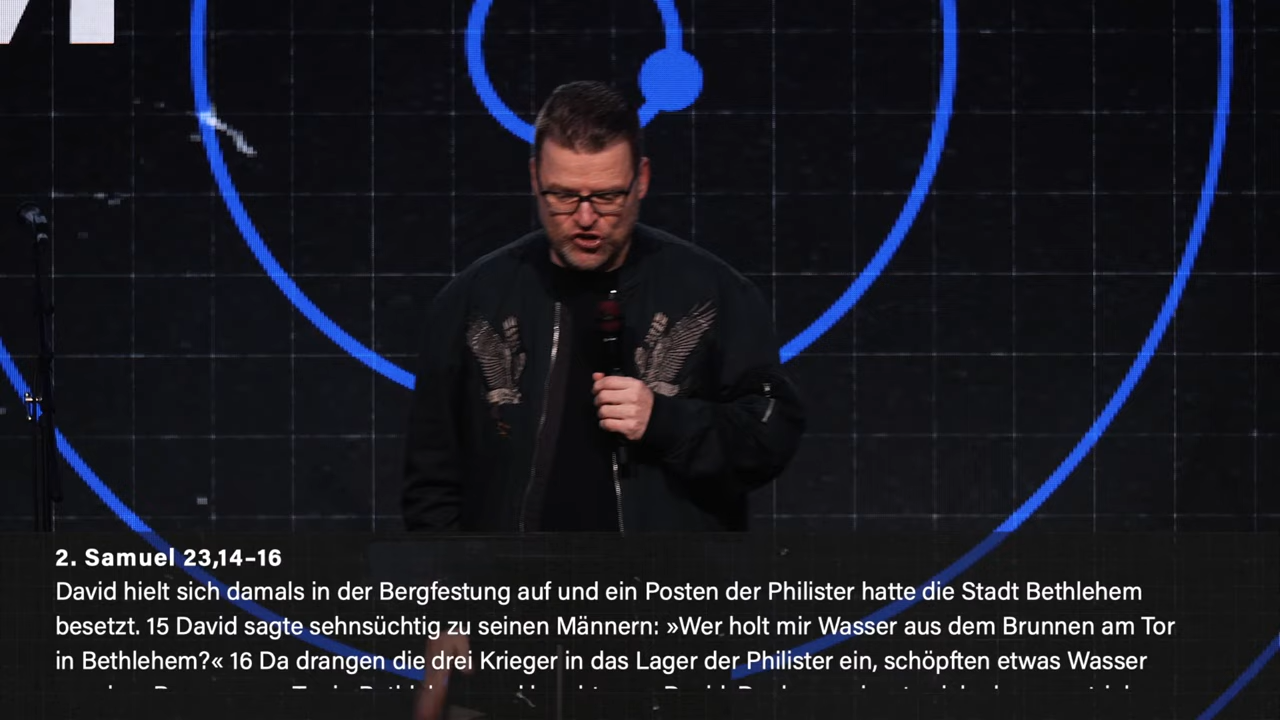 2. Samuel 23,14–16
David hielt sich damals in der Bergfestung auf und ein Posten der Philister hatte die Stadt Bethlehem
besetzt. 15 David sagte sehnsüchtig zu seinen Männern: »Wer holt mir Wasser aus dem Brunnen am Tor
in Bethlehem?« 16 Da drangen die drei Krieger in das Lager der Philister ein, schöpften etwas Wasser